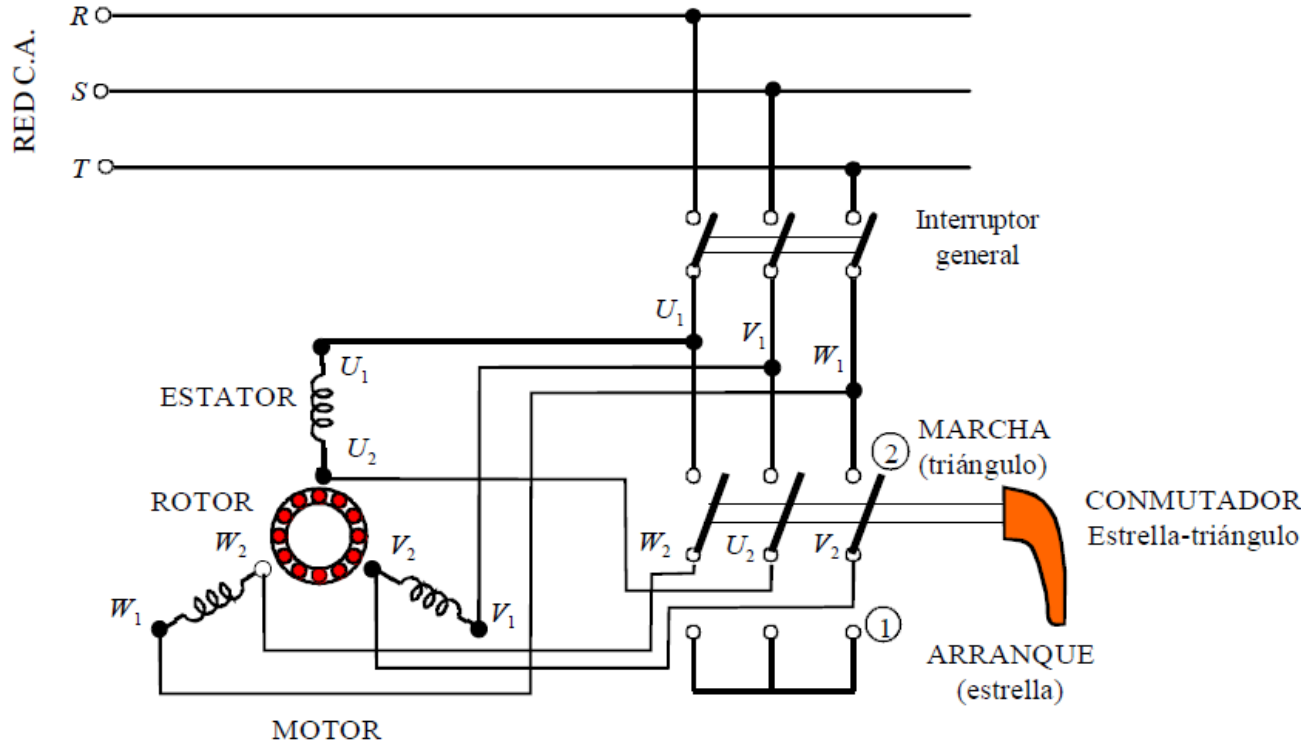 RED C.A.
R
S
T
Interruptor
general
U1
V1
W1
U1
ESTATOR
U2
MARCHA
2
(triángulo)
CONMUTADOR
Estrella-triángulo
ROTOR
W2
V2
W2
U2
V2
W1
V1
1
ARRANQUE
(estrella)
MOTOR